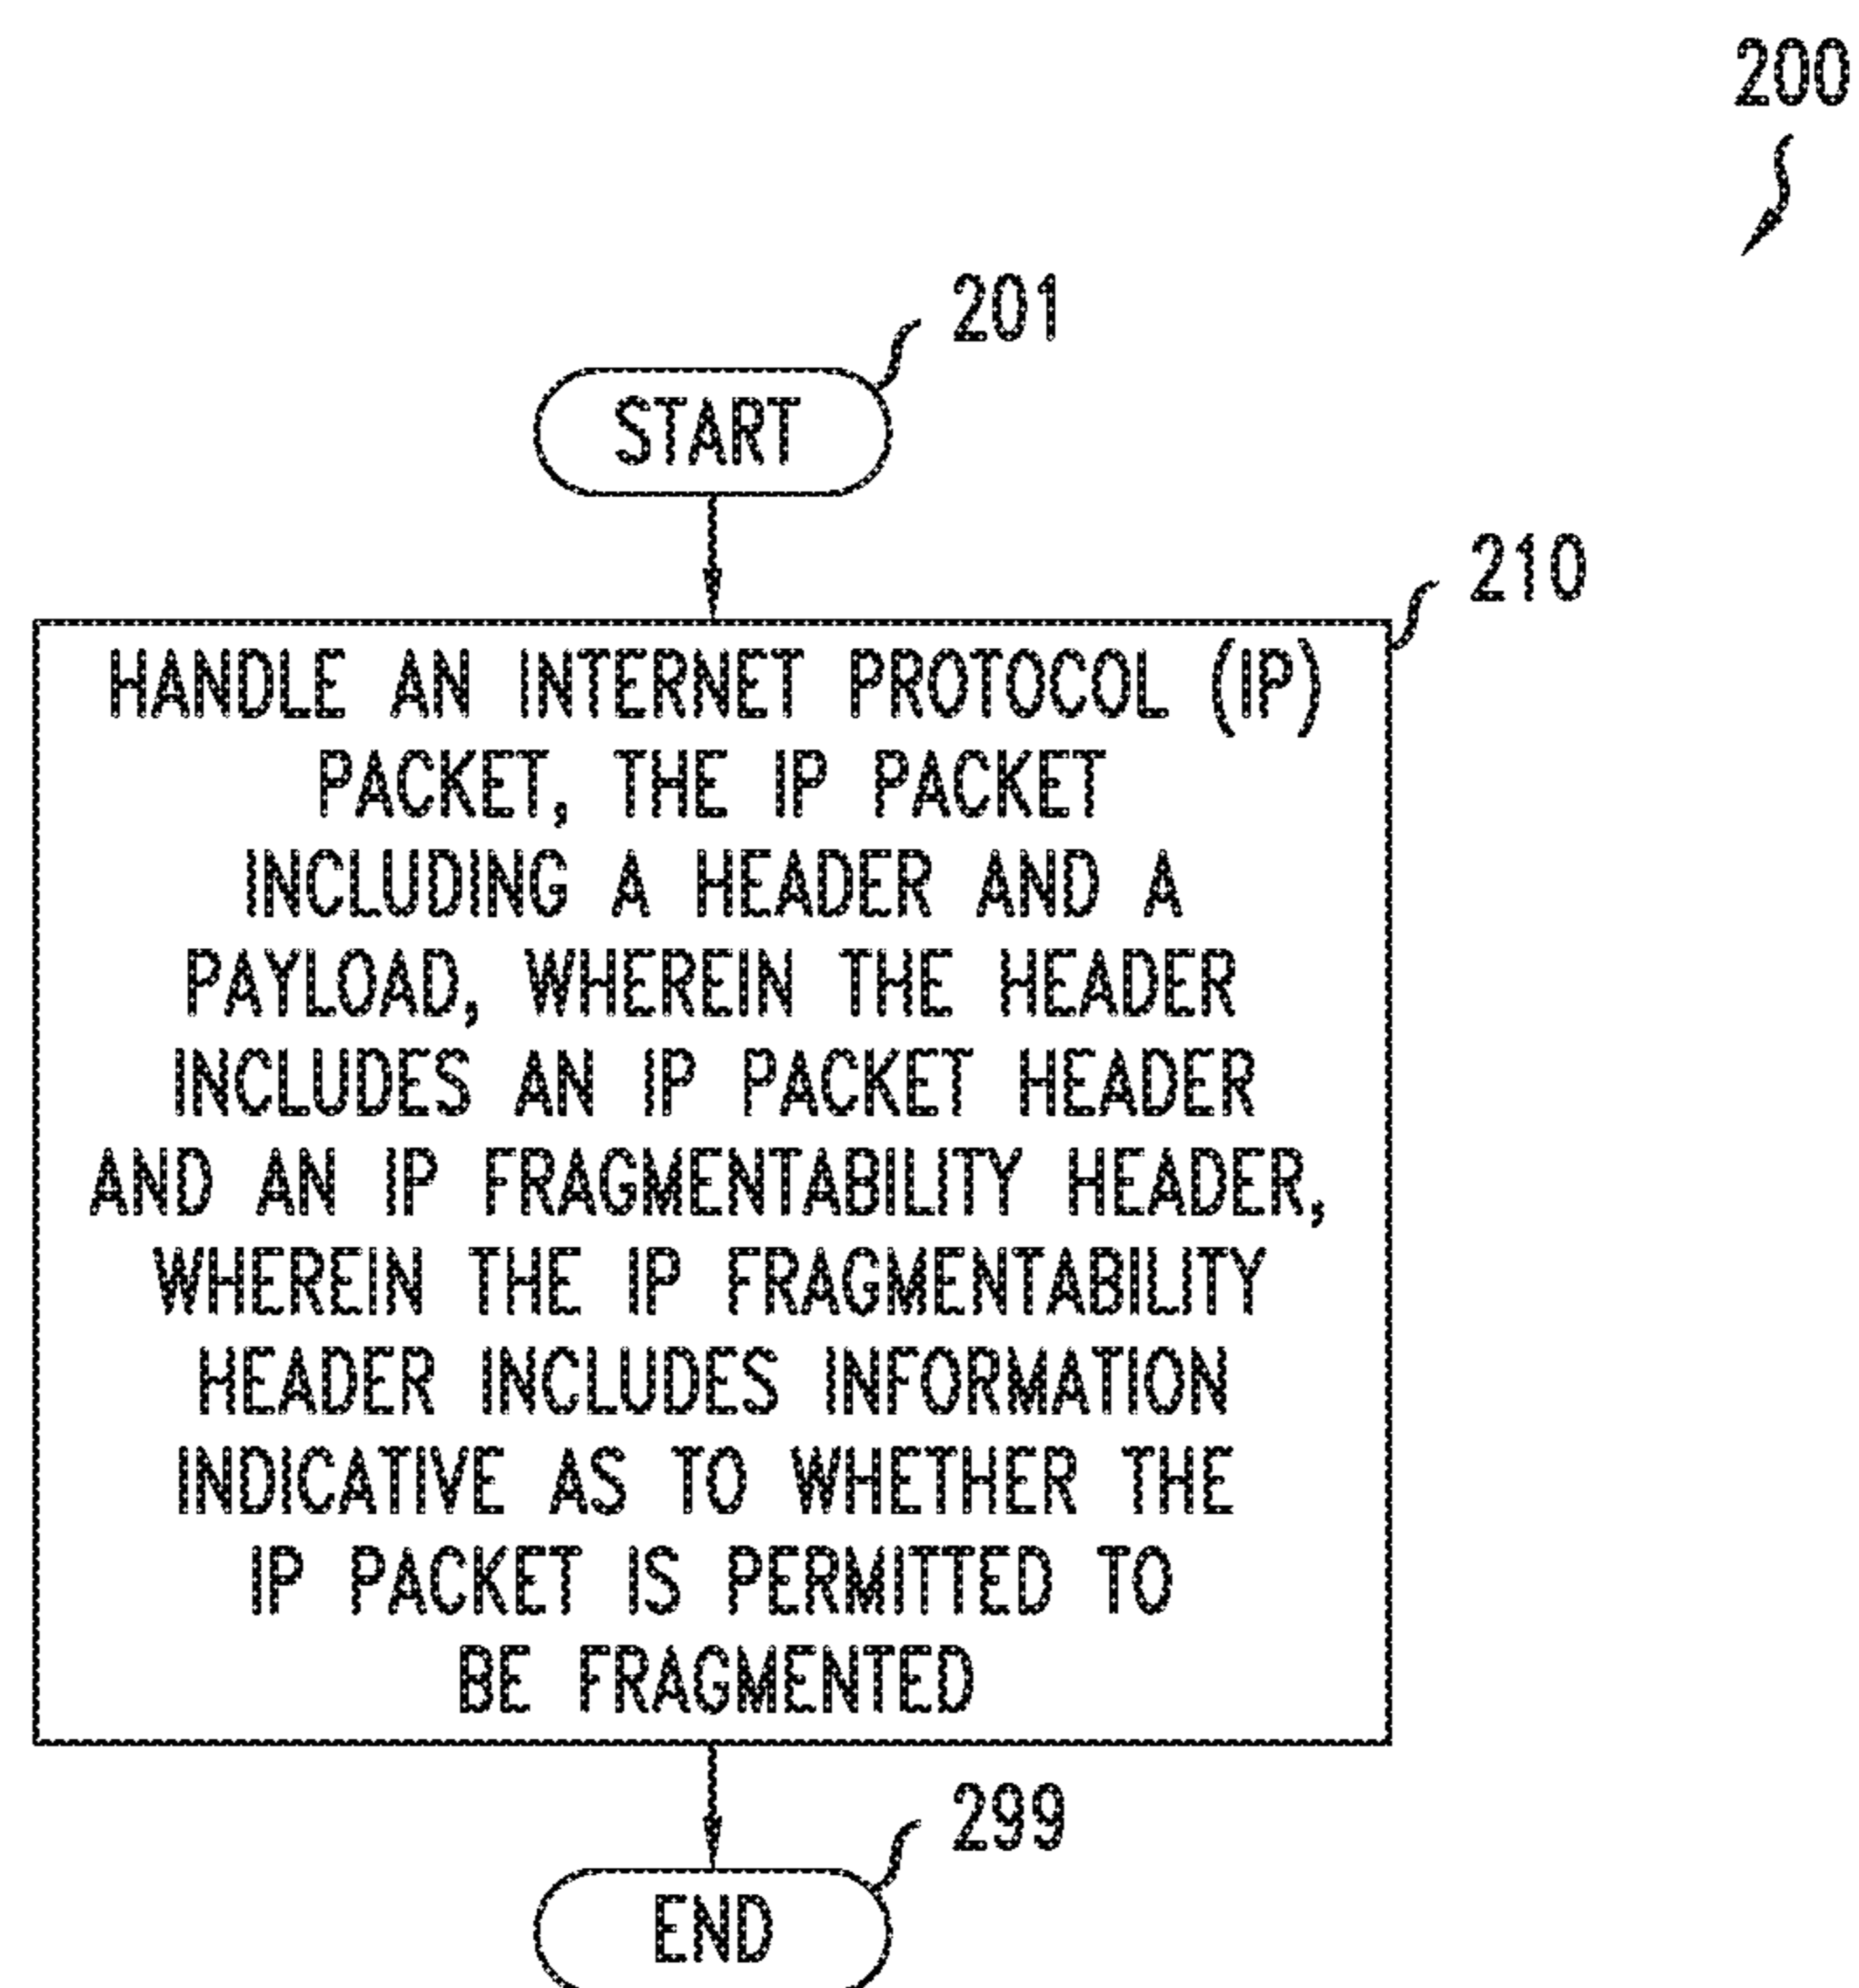 200
201
START
210
HANDLE AN INTERNET PROTOCOL (IP)
PACKET, THE IP PACKET
INCLUDING A HEADER AND A
PAYLOAD, WHEREIN THE HEADER
INCLUDES AN IP PACKET HEADER
AND AN IP FRAGMENTABILITY HEADER,
WHEREIN THE IP FRAGMENTABILITY
HEADER INCLUDES INFORMATION
INDICATIVE AS TO WHETHER THE
IP PACKET IS PERMITTED TO
BE FRAGMENTED
299
END